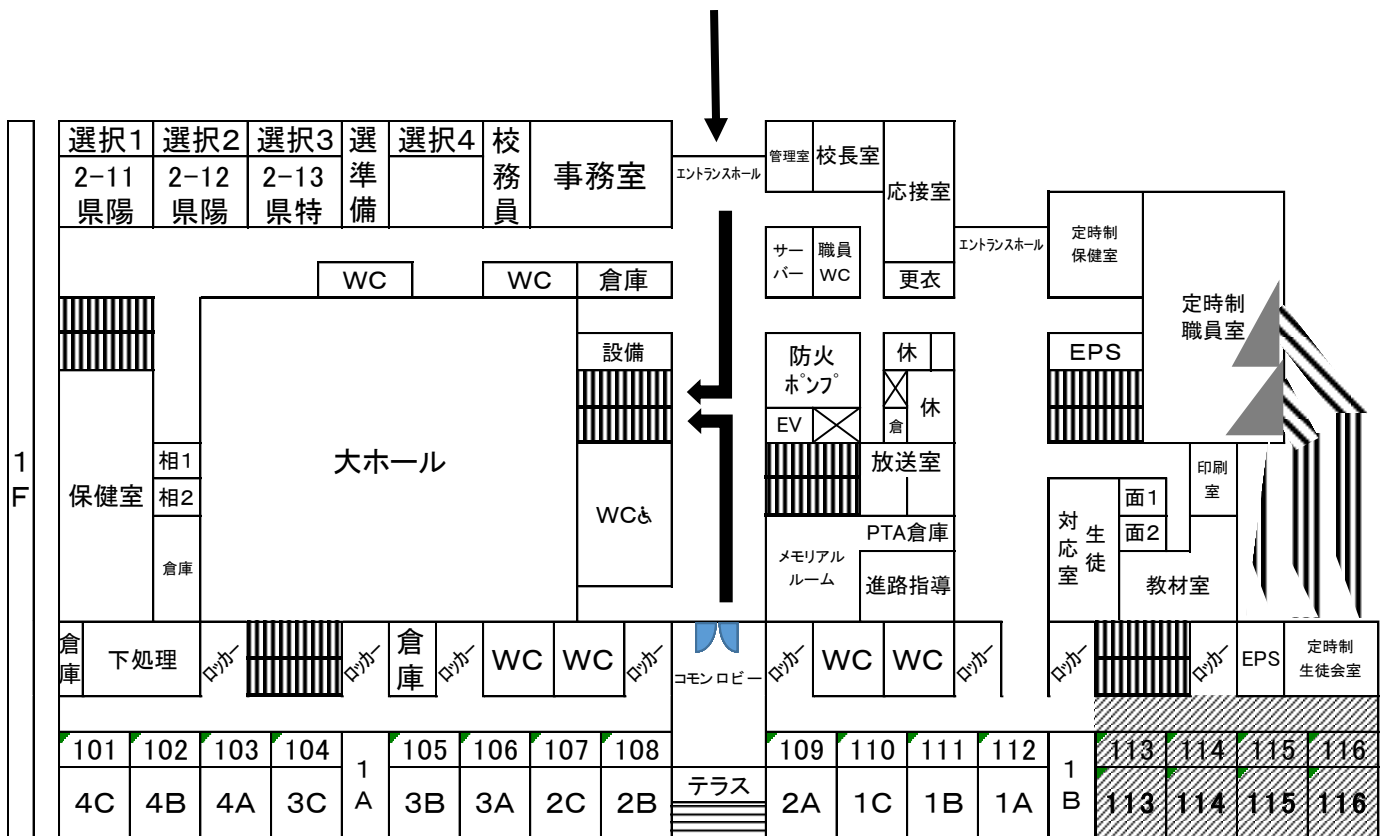 1F
選択1
2-11
県陽
選択2
2-12
県陽
選択3
2-13
県特
選準備
選択4
校務員
事務室
エントランスホール
管理室
校長室
応接室
サーバー
職員
WC
更衣
エントランスホール
定時制
保健室
定時制
職員室
WC
WC
倉庫
設備
防火
ポンプ
休
休
EPS
EV
倉
大ホール
保健室
相1
相2
倉庫
WC♿
放送室
PTA倉庫
メモリアル
ルーム
進路指導
生徒
対応室
面1
面2
印刷
室
教材室
倉庫
下処理
ロッカー
ロッカー
倉庫
ロッカー
WC
WC
ロッカー
コモンロビー
ロッカー
WC
WC
ロッカー
ロッカー
ロッカー
EPS
定時制
生徒会室
101
102
103
104
1A
105
106
107
108
テラス
109
110
111
112
1B
113
114
115
116
4C
4B
4A
3C
3B
3A
2C
2B
2A
1C
1B
1A
113
114
115
116